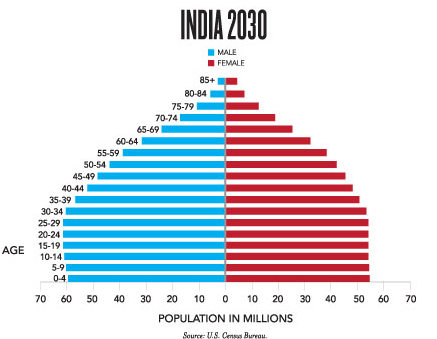 INDIA 2030
MALE
FEMALE
85+
80-84
75-79
70-74
65-69
60-64
55-59
50-54
45-49
40-44
35-39
30-34
25-29
20-24
15-19
10-14
5-9
0-4
AGE
70 60 50 40 30 20 10 0 10 20 30 40 50 60 70
POPULATION IN MILLIONS
Source: U.S. Census Bureau.